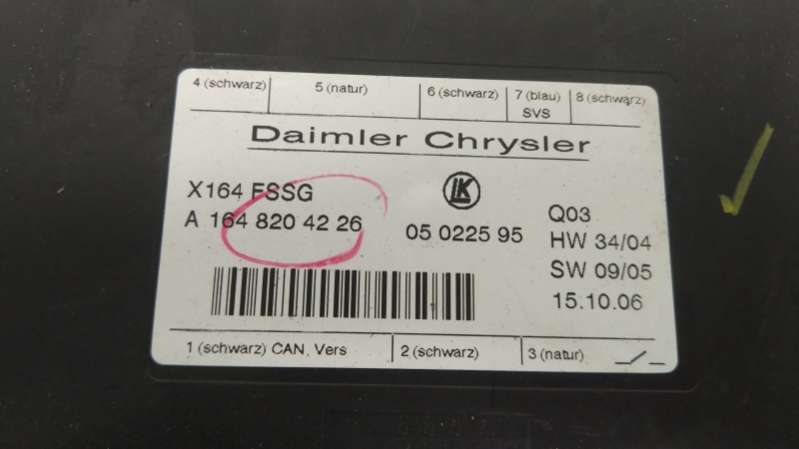 4 (schwarz) 5 (natur) 6 (schwarz) 7 (blau) 8 (schwarz)
SVS
Daimler Chrysler
X164 FSSG
A 164 820 42 26
LK
05 0225 95
Q03
HW 34/04
SW 09/05
15.10.06
1 (schwarz) CAN, Vers 2 (schwarz) 3 (natur)